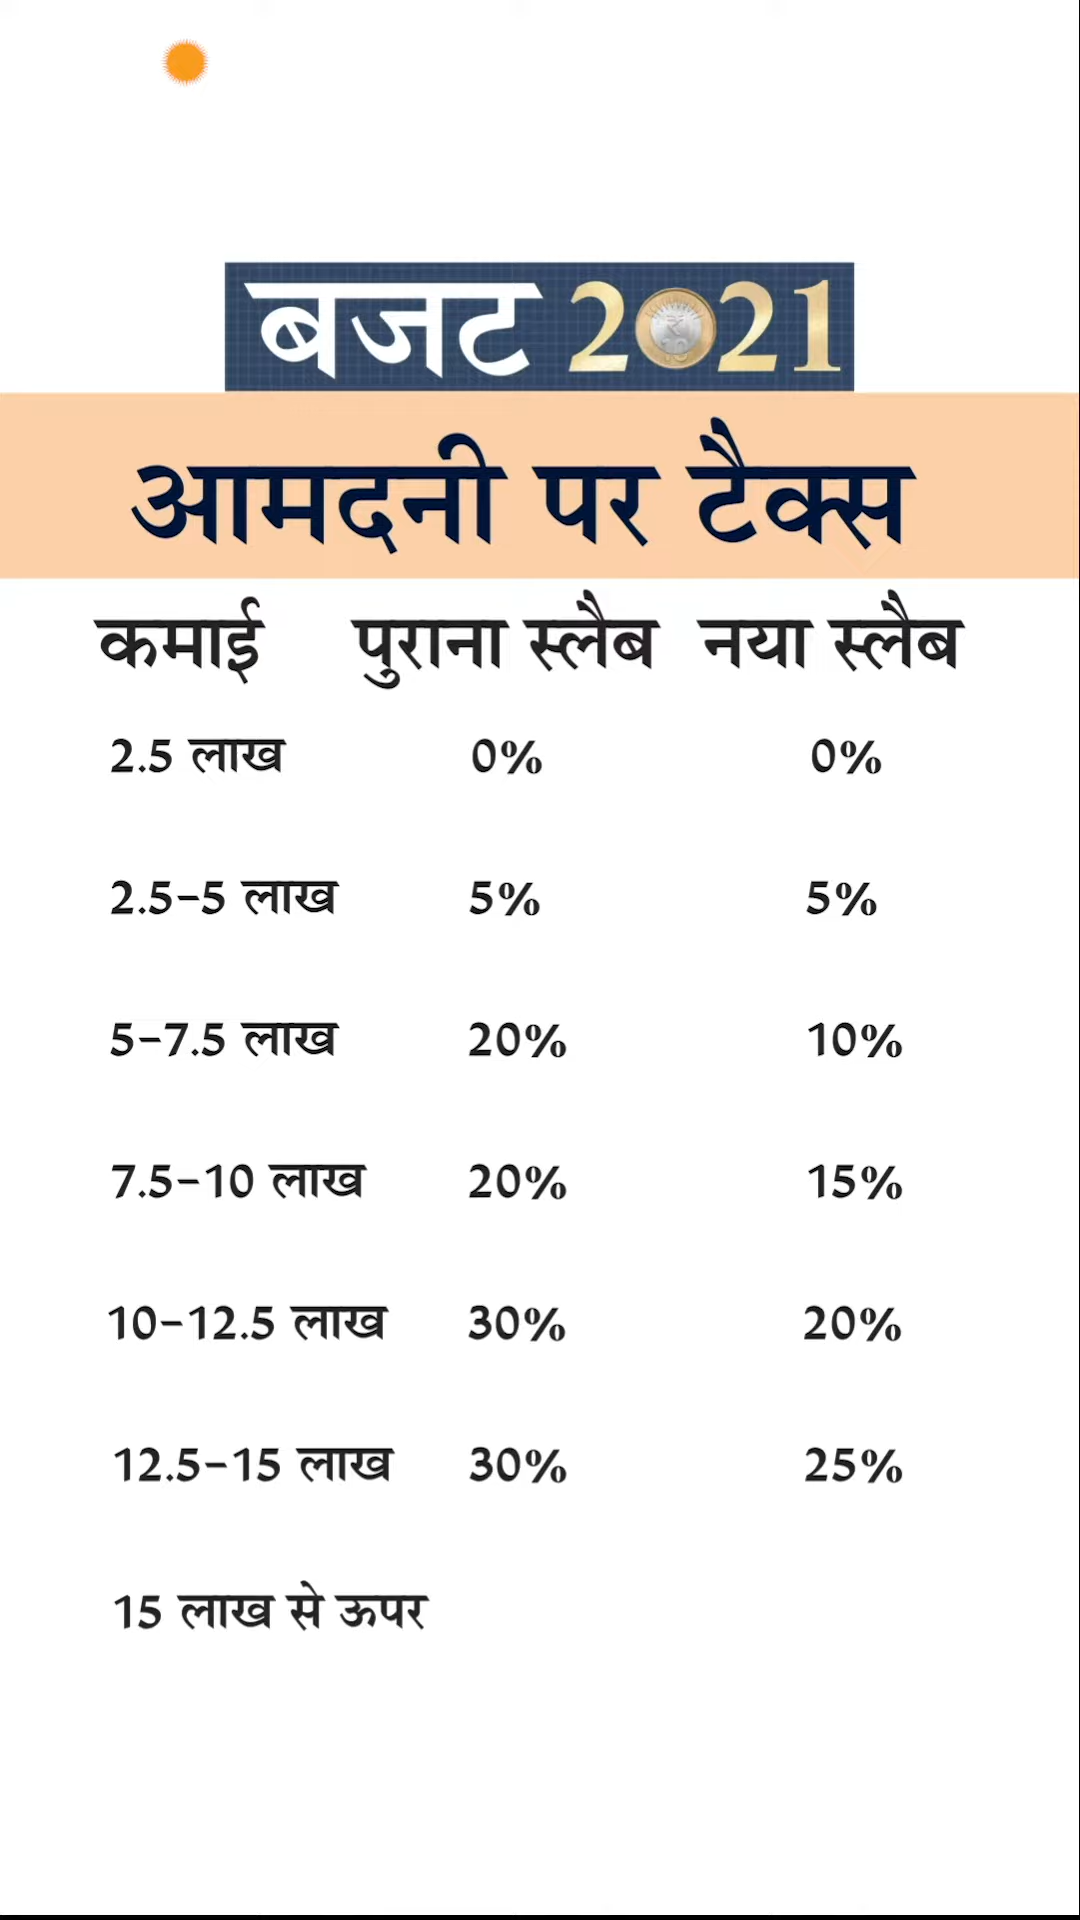 बजट 2021
आमदनी पर टैक्स
कमाई पुराना स्लैब नया स्लैब
2.5 लाख 0% 0%
2.5-5 लाख 5% 5%
5-7.5 लाख 20% 10%
7.5-10 लाख 20% 15%
10-12.5 लाख 30% 20%
12.5-15 लाख 30% 25%
15 लाख से ऊपर